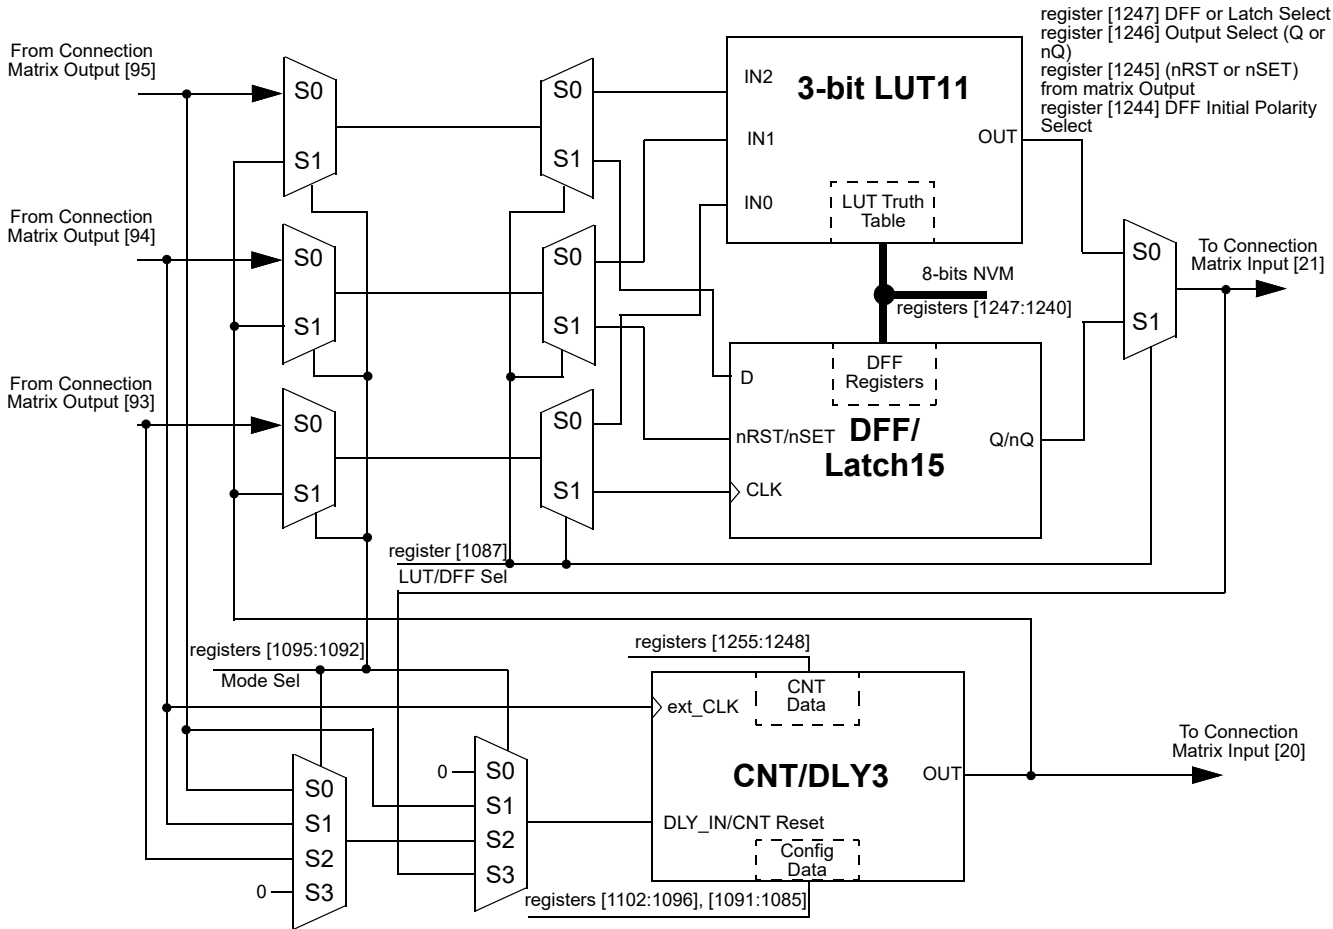 register [1247] DFF or Latch Select
register [1246] Output Select (Q or
nQ)
register [1245] (nRST or nSET)
from matrix Output
register [1244] DFF Initial Polarity
Select
From Connection
Matrix Output [95]
S0
S1
S0
S1
IN2
IN1
IN0
3-bit LUT11
OUT
LUT Truth
Table
From Connection
Matrix Output [94]
S0
S1
S0
S1
8-bits NVM
registers [1247:1240]
S0
S1
To Connection
Matrix Input [21]
From Connection
Matrix Output [93]
S0
S1
S0
S1
D
nRST/nSET
CLK
DFF
Registers
DFF/
Latch15
Q/nQ
register [1087]
LUT/DFF Sel
registers [1095:1092]
Mode Sel
registers [1255:1248]
ext_CLK
CNT
Data
CNT/DLY3
OUT
To Connection
Matrix Input [20]
S0
S1
S2
S3
0
0
S0
S1
S2
S3
DLY_IN/CNT Reset
Config
Data
registers [1102:1096], [1091:1085]